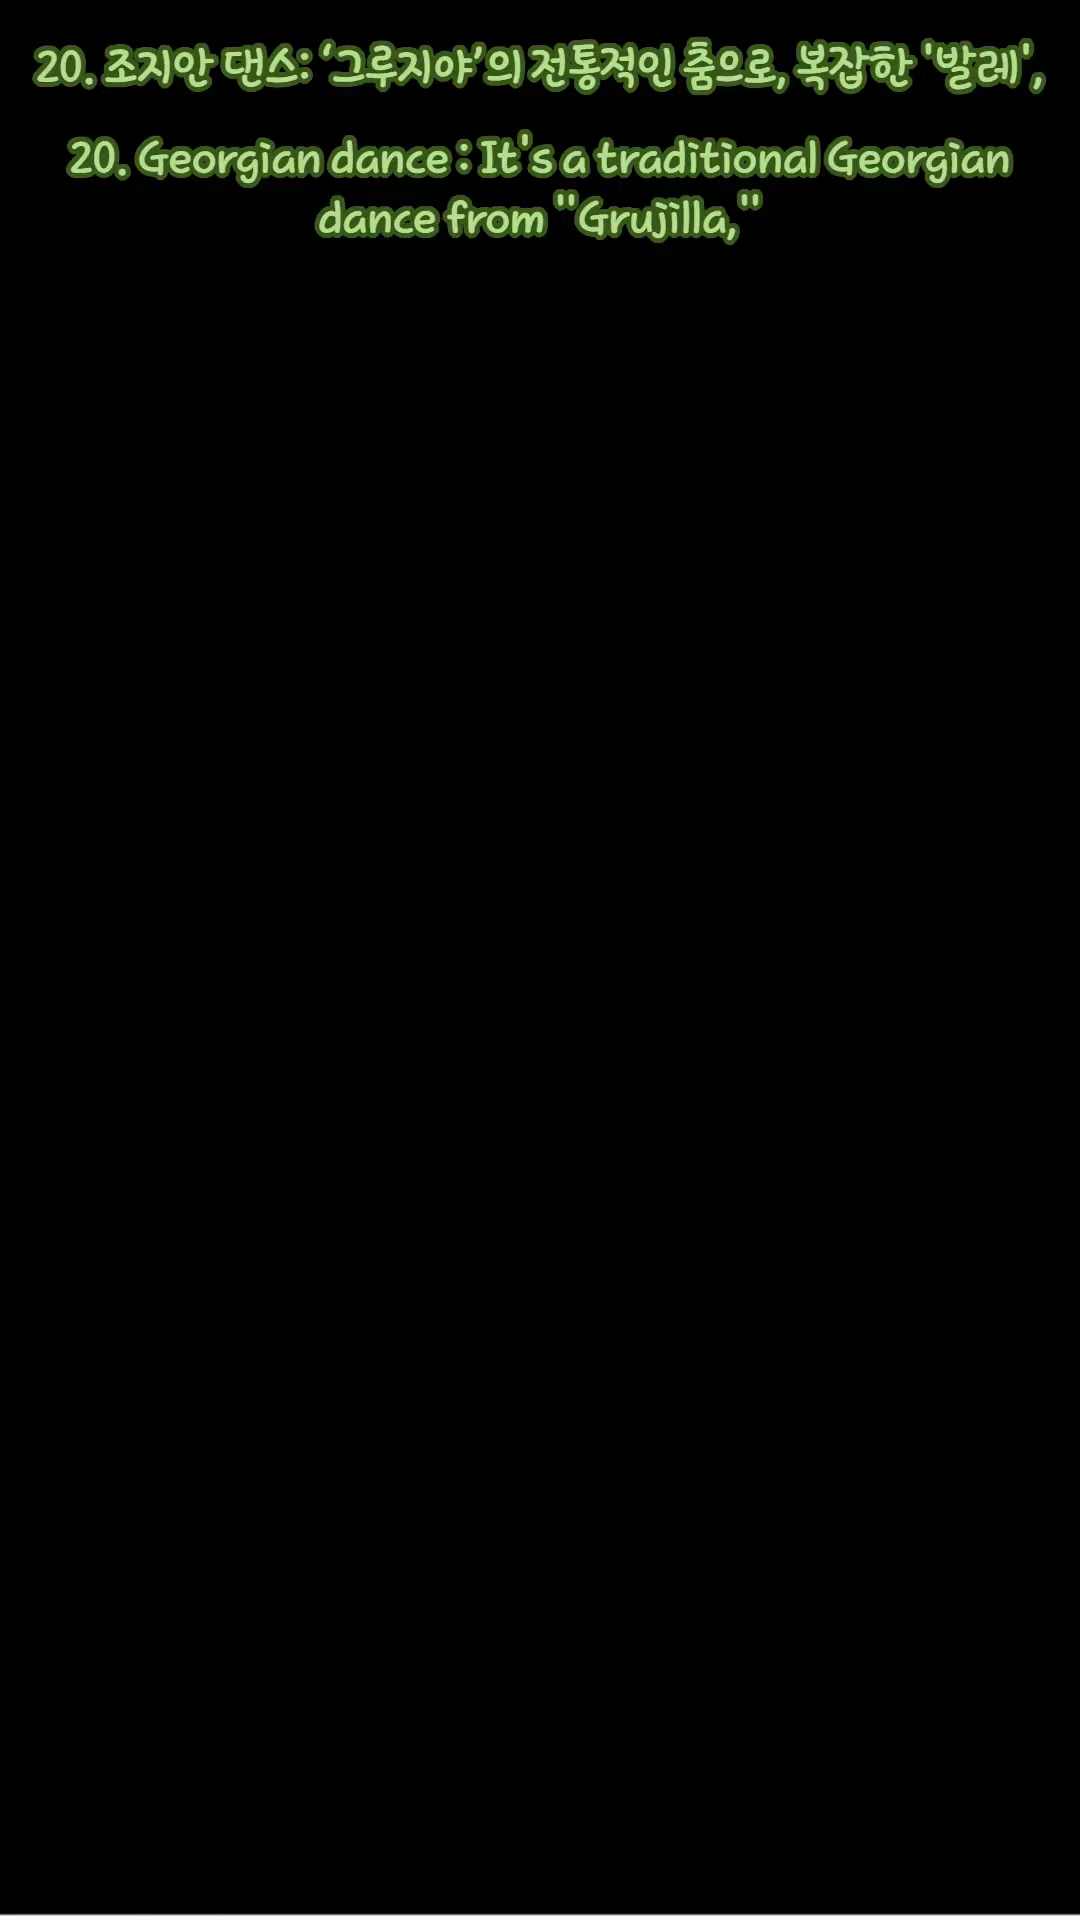 20. 조지안 댄스: ‘그루지야’의 전통적인 춤으로, 복잡한 '발레',
20. Georgian dance : It's a traditional Georgian
dance from "Grujilla,"